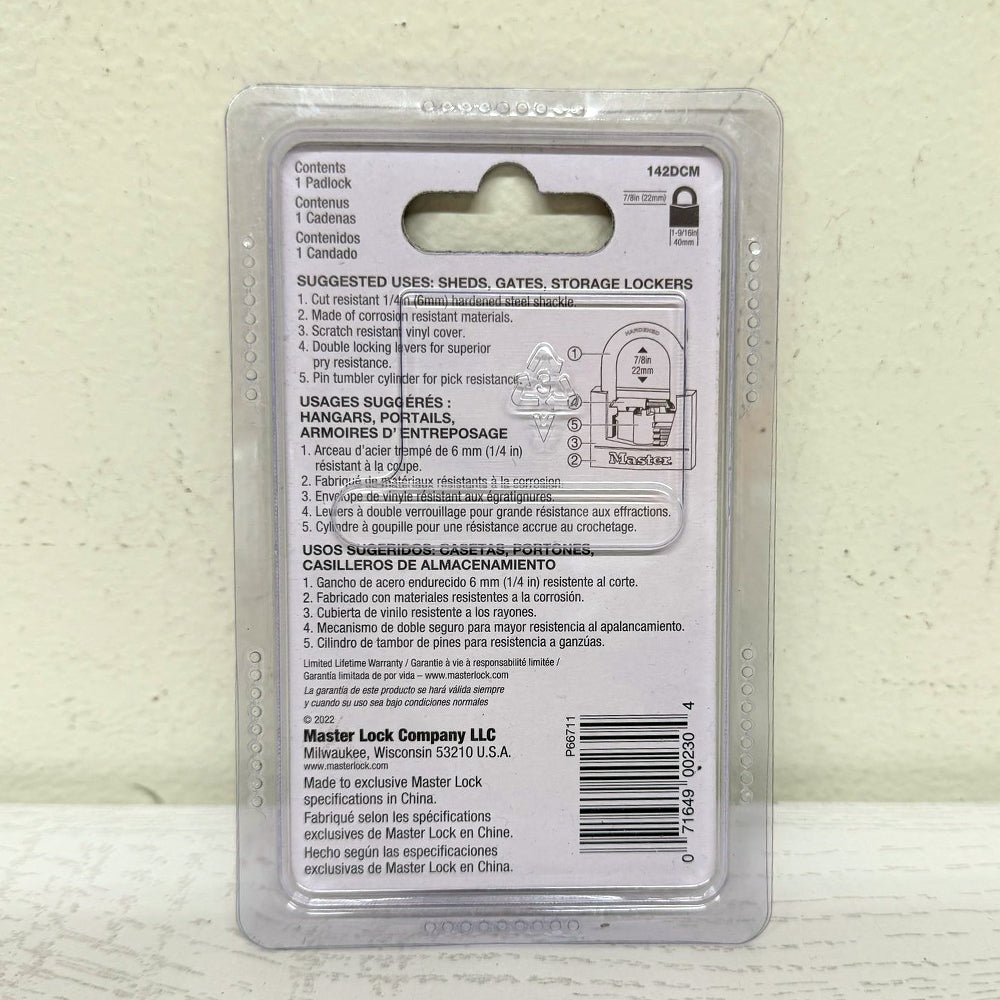 Contents
1 Padlock
Contenus
1 Cadenas
Contenidos
1 Candado
142DCM
7/8in (22mm)
1-9/16in
40mm
SUGGESTED USES: SHEDS, GATES, STORAGE LOCKERS
1. Cut resistant 1/4in (6mm) hardened steel shackle.
2. Made of corrosion resistant materials.
3. Scratch resistant vinyl cover.
4. Double locking levers for superior
pry resistance.
5. Pin tumbler cylinder for pick resistance.
HARDENED
7/8in
22mm
1
4
5
3
2
Master
USAGES SUGGÉRÉS :
HANGARS, PORTAILS,
ARMOIRES D' ENTREPOSAGE
1. Arceau d'acier trempé de 6 mm (1/4 in)
résistant à la coupe.
2. Fabriqué de matériaux résistants à la corrosion.
3. Envelope de vinyle résistant aux égratignures.
4. Leviers à double verrouillage pour grande résistance aux effractions.
5. Cylindre à goupille pour une résistance accrue au crochetage.
USOS SUGERIDOS: CASETAS, PORTONES,
CASILLEROS DE ALMACENAMIENTO
1. Gancho de acero endurecido 6 mm (1/4 in) resistente al corte.
2. Fabricado con materiales resistentes a la corrosión.
3. Cubierta de vinilo resistente a los rayones.
4. Mecanismo de doble seguro para mayor resistencia al apalancamiento.
5. Cilindro de tambor de pines para resistencia a ganzúas.
Limited Lifetime Warranty / Garantie à vie à responsabilité limitée /
Garantía limitada de por vida – www.masterlock.com
La garantía de este producto se hará válida siempre
y cuando su uso sea bajo condiciones normales
© 2022
Master Lock Company LLC
Milwaukee, Wisconsin 53210 U.S.A.
www.masterlock.com
Made to exclusive Master Lock
specifications in China.
Fabriqué selon les spécifications
exclusives de Master Lock en Chine.
Hecho según las especificaciones
exclusivas de Master Lock en China.
P66711
0 71649 00230 4